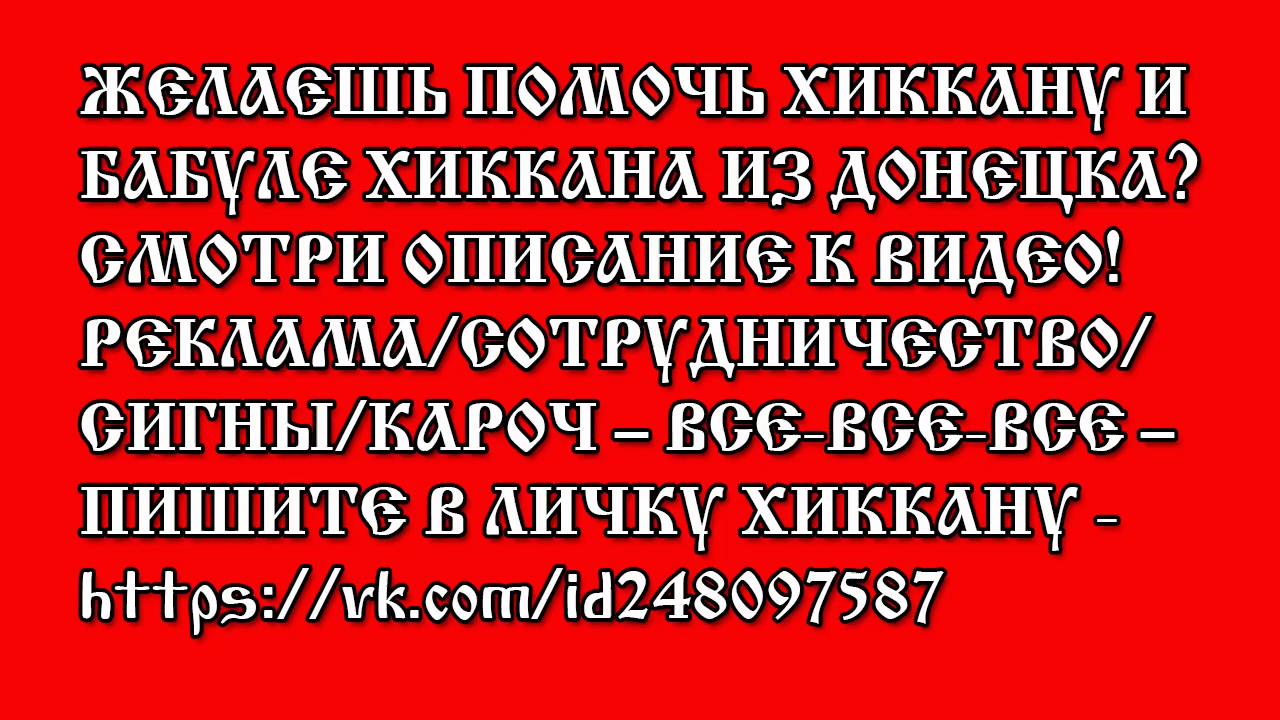 ЖЕЛАЕШЬ ПОМОЧЬ ХИККАНУ И
БАБУЛЕ ХИККАНА ИЗ ДОНЕЦКА?
СМОТРИ ОПИСАНИЕ К ВИДЕО!
РЕКЛАМА/СОТРУДНИЧЕСТВО/
СИГНЫ/КАРОЧ – ВСЕ-ВСЕ-ВСЕ –
ПИШИТЕ В ЛИЧКУ ХИККАНУ -
https://vk.com/id248097587